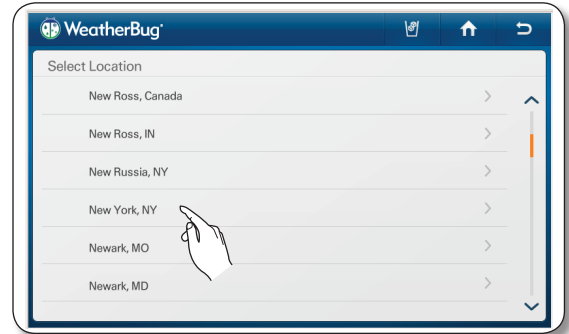 WeatherBug
Select Location
New Ross, Canada
New Ross, IN
New Russia, NY
New York, NY
Newark, MO
Newark, MD